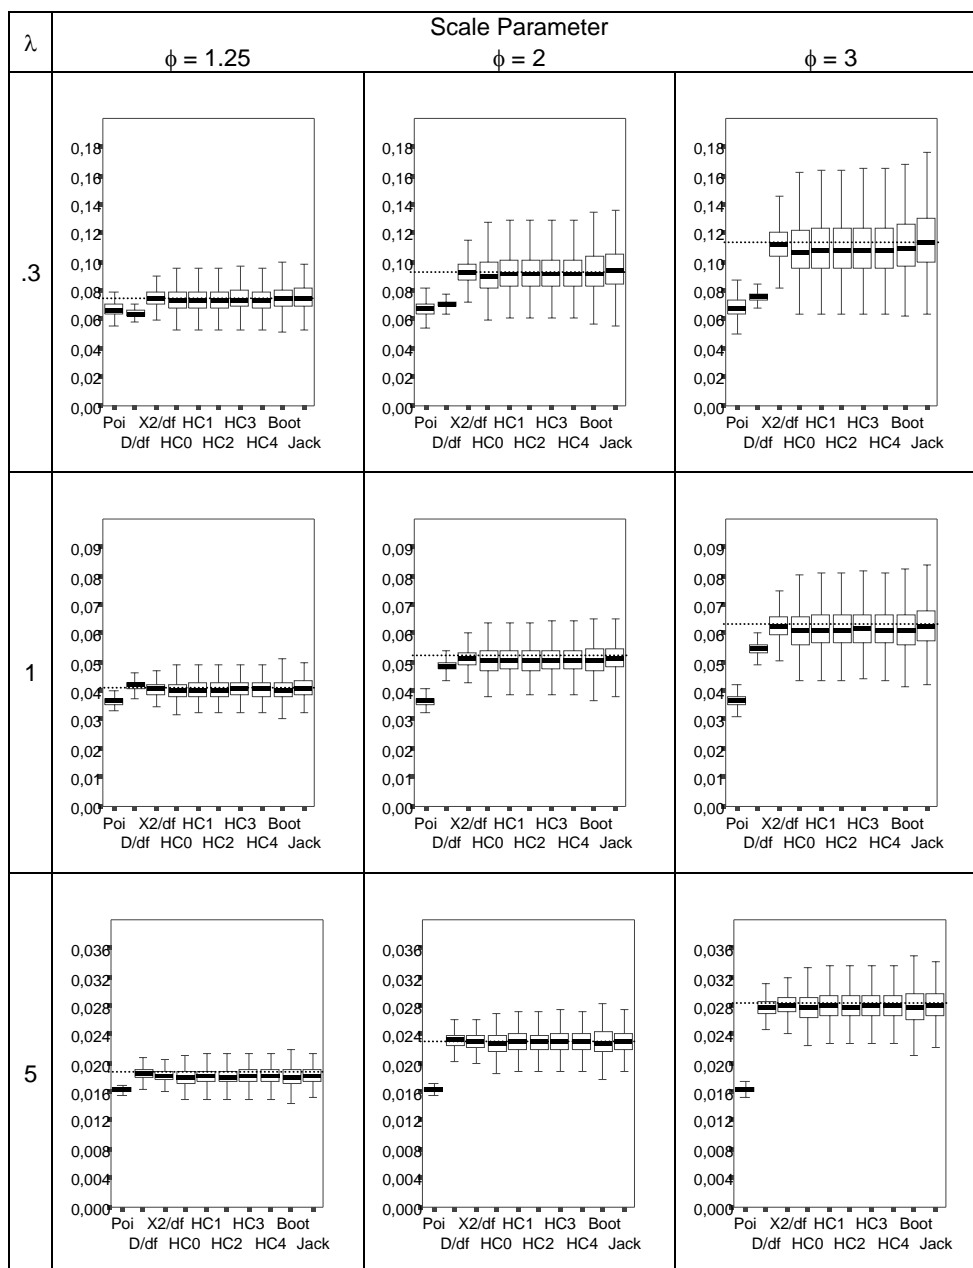 λ
Scale Parameter
ϕ = 1.25 ϕ = 2 ϕ = 3
.3
0,18 0,18 0,18
0,16 0,16 0,16
0,14 0,14 0,14
0,12 0,12 0,12
0,10 0,10 0,10
0,08 0,08 0,08
0,06 0,06 0,06
0,04 0,04 0,04
0,02 0,02 0,02
0,00 0,00 0,00
Poi X2/df HC1 HC3 Boot Poi X2/df HC1 HC3 Boot Poi X2/df HC1 HC3 Boot
D/df HC0 HC2 HC4 Jack D/df HC0 HC2 HC4 Jack D/df HC0 HC2 HC4 Jack
1
0,09 0,09 0,09
0,08 0,08 0,08
0,07 0,07 0,07
0,06 0,06 0,06
0,05 0,05 0,05
0,04 0,04 0,04
0,03 0,03 0,03
0,02 0,02 0,02
0,01 0,01 0,01
0,00 0,00 0,00
Poi X2/df HC1 HC3 Boot Poi X2/df HC1 HC3 Boot Poi X2/df HC1 HC3 Boot
D/df HC0 HC2 HC4 Jack D/df HC0 HC2 HC4 Jack D/df HC0 HC2 HC4 Jack
5
0,036 0,036 0,036
0,032 0,032 0,032
0,028 0,028 0,028
0,024 0,024 0,024
0,020 0,020 0,020
0,016 0,016 0,016
0,012 0,012 0,012
0,008 0,008 0,008
0,004 0,004 0,004
0,000 0,000 0,000
Poi X2/df HC1 HC3 Boot Poi X2/df HC1 HC3 Boot Poi X2/df HC1 HC3 Boot
D/df HC0 HC2 HC4 Jack D/df HC0 HC2 HC4 Jack D/df HC0 HC2 HC4 Jack